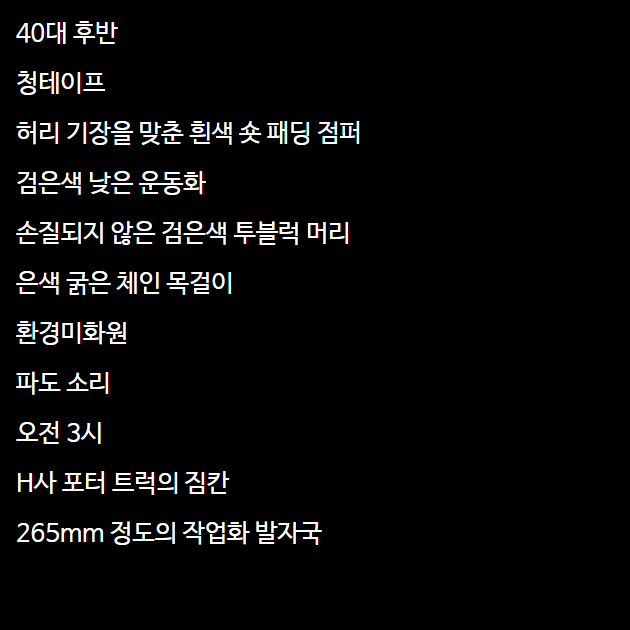 40대 후반
청테이프
허리 기장을 맞춘 흰색 숏 패딩 점퍼
검은색 낮은 운동화
손질되지 않은 검은색 투블럭 머리
은색 굵은 체인 목걸이
환경미화원
파도 소리
오전 3시
H사 포터 트럭의 짐칸
265mm 정도의 작업화 발자국